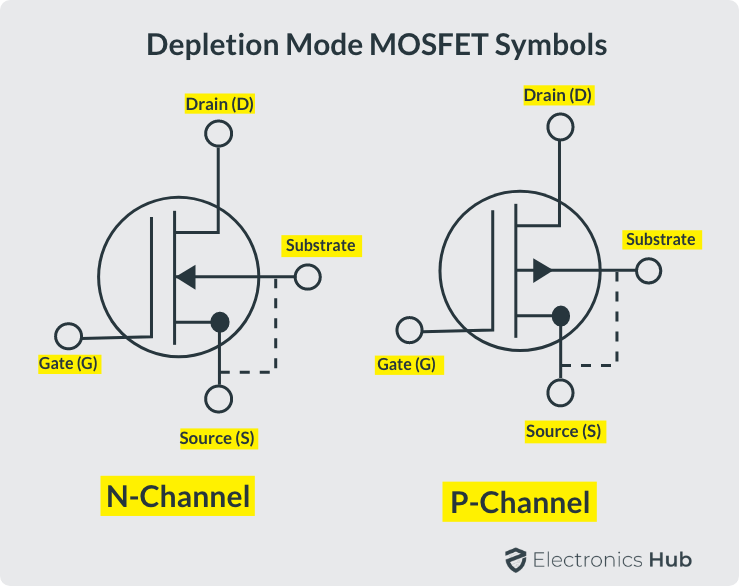 Depletion Mode MOSFET Symbols
Drain (D)
Substrate
Gate (G)
Source (S)
N-Channel
Drain (D)
Substrate
Gate (G)
Source (S)
P-Channel
Electronics Hub